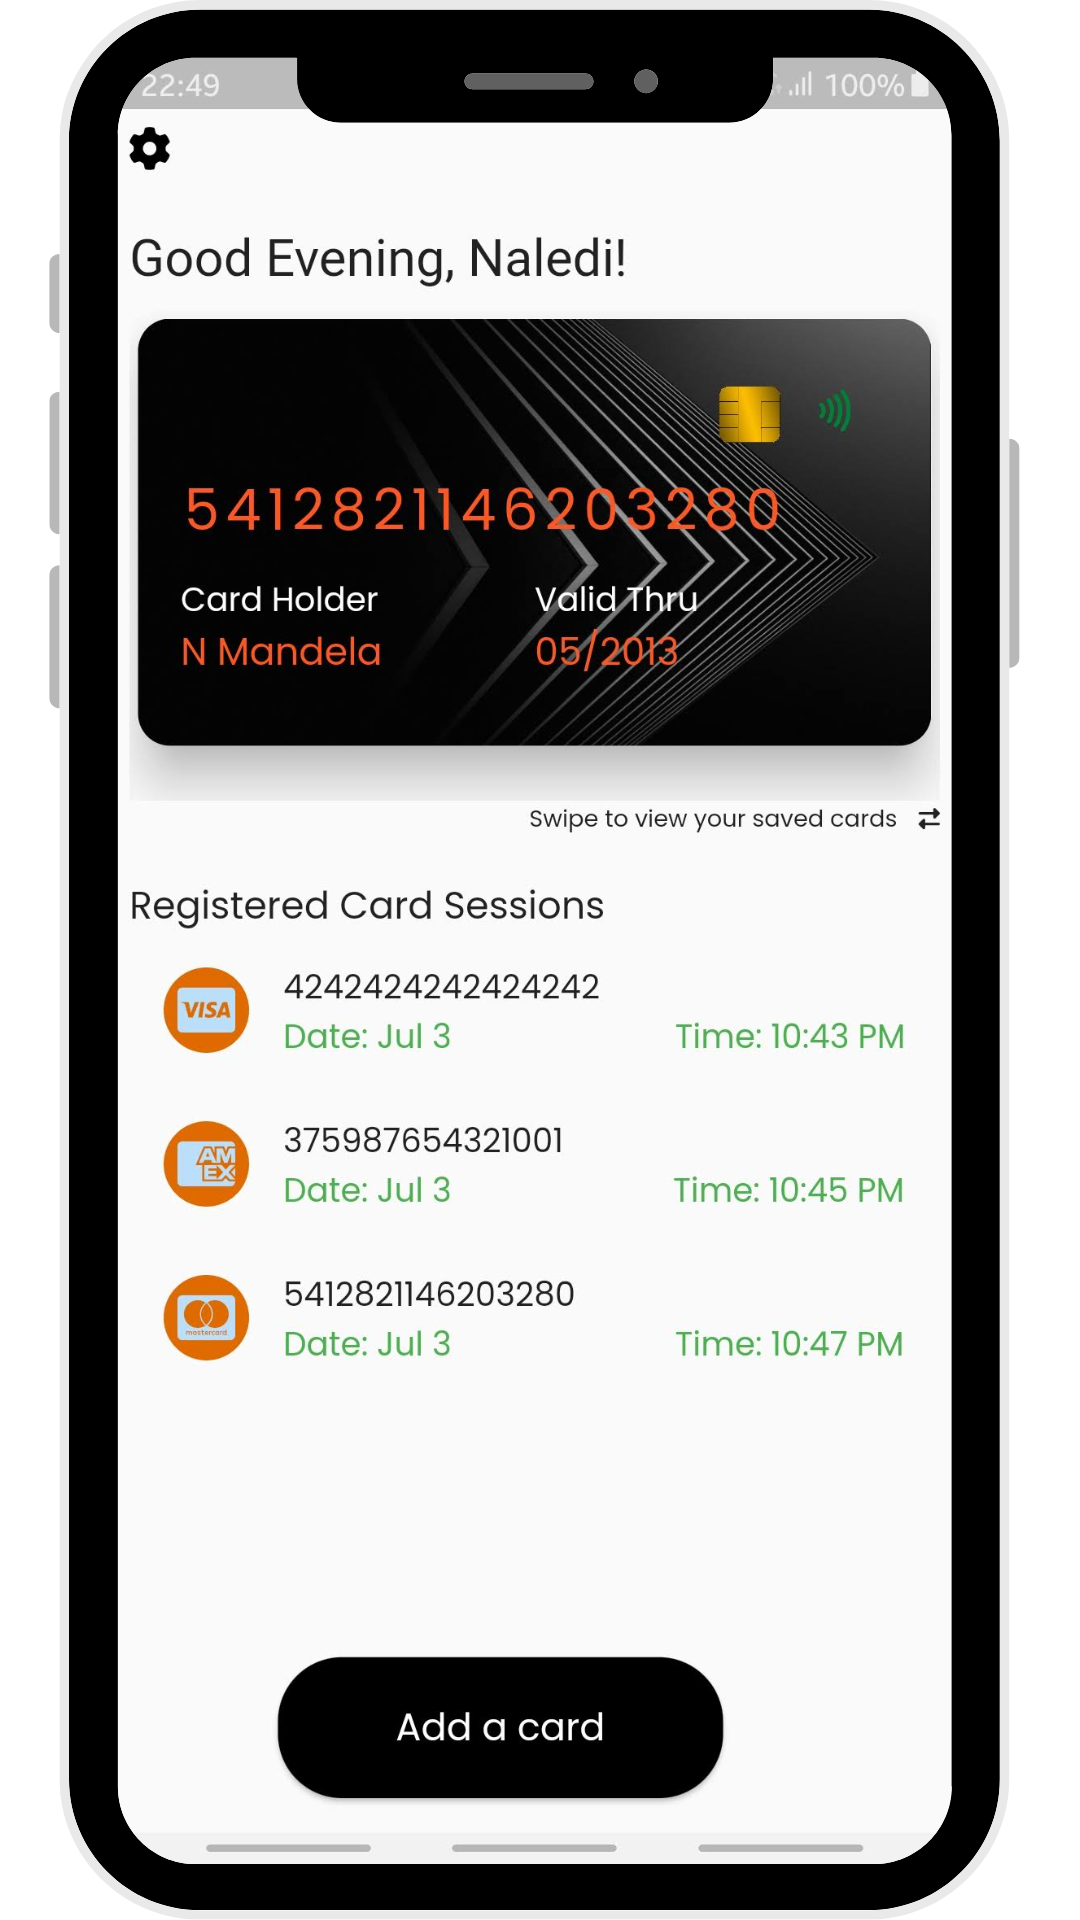 22:49
100%
Good Evening, Naledi!
5412821146203280
Card Holder
Valid Thru
N Mandela
05/2013
Swipe to view your saved cards
Registered Card Sessions
VISA
4242424242424242
Date: Jul 3
Time: 10:43 PM
AM
EX
375987654321001
Date: Jul 3
Time: 10:45 PM
mastercard
5412821146203280
Date: Jul 3
Time: 10:47 PM
Add a card